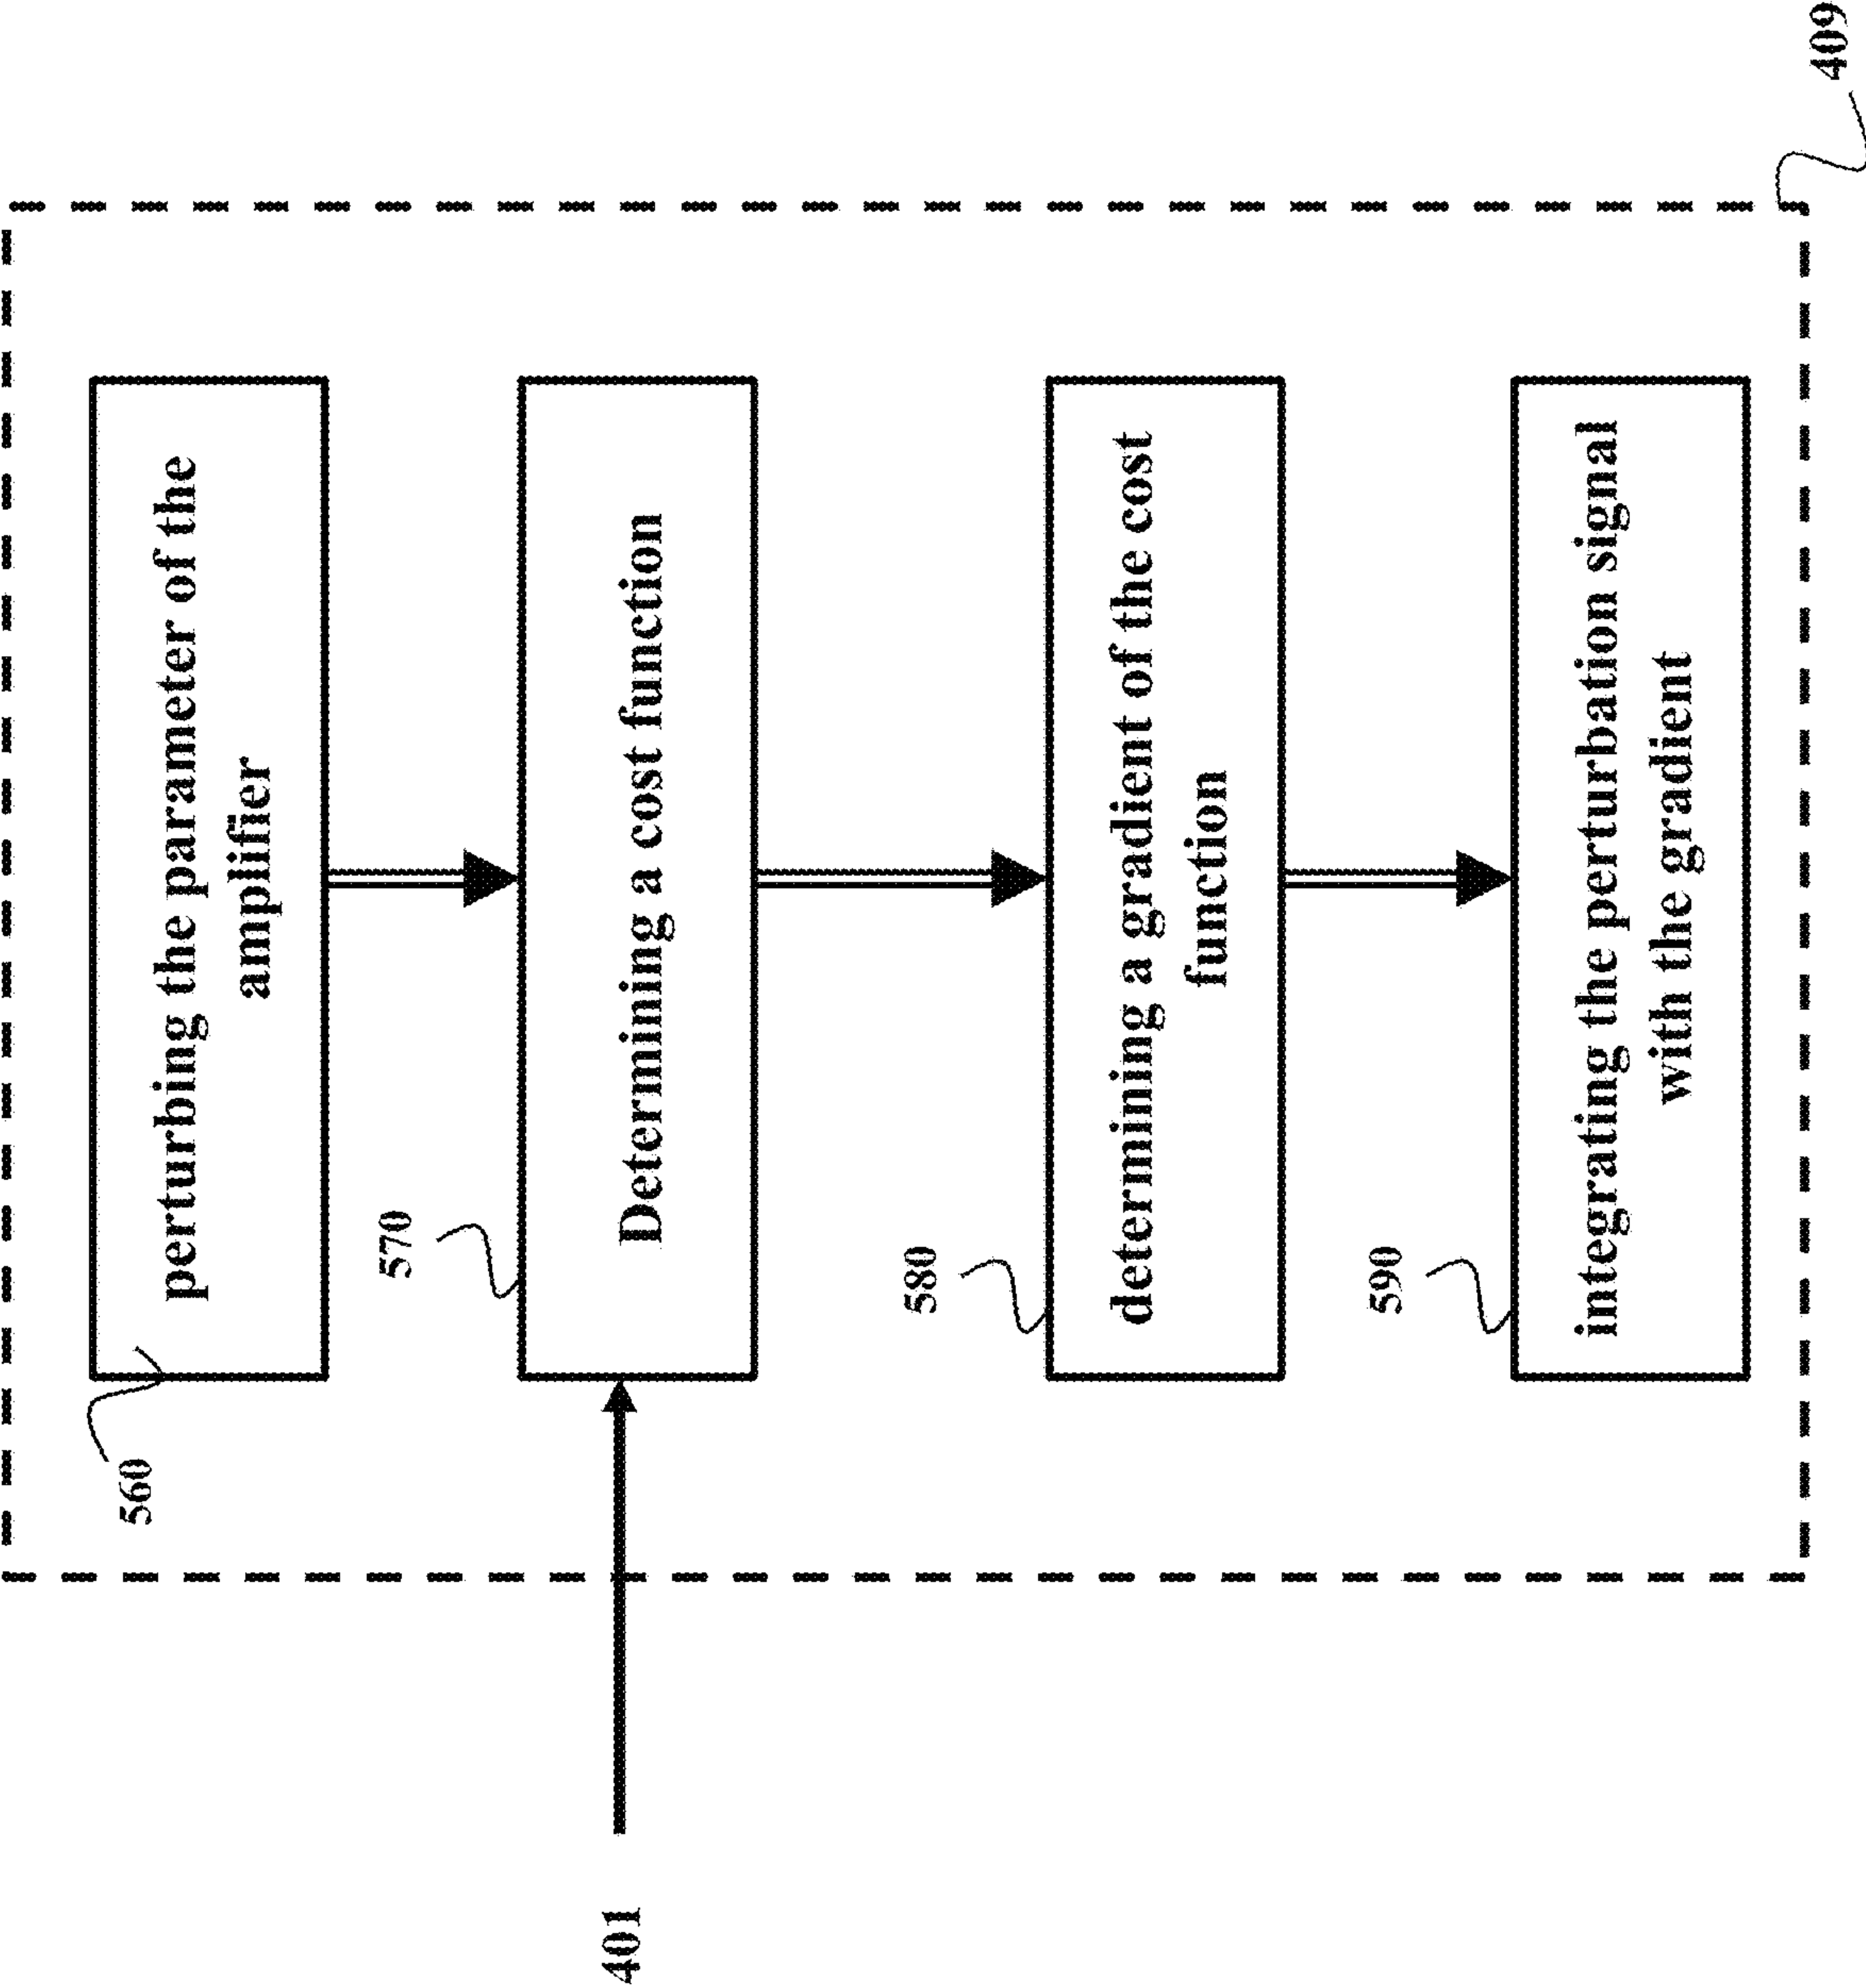 560
perturbing the parameter of the
amplifier
570
Determining a cost function
401
580
determining a gradient of the cost
function
590
integrating the perturbation signal
with the gradient
409